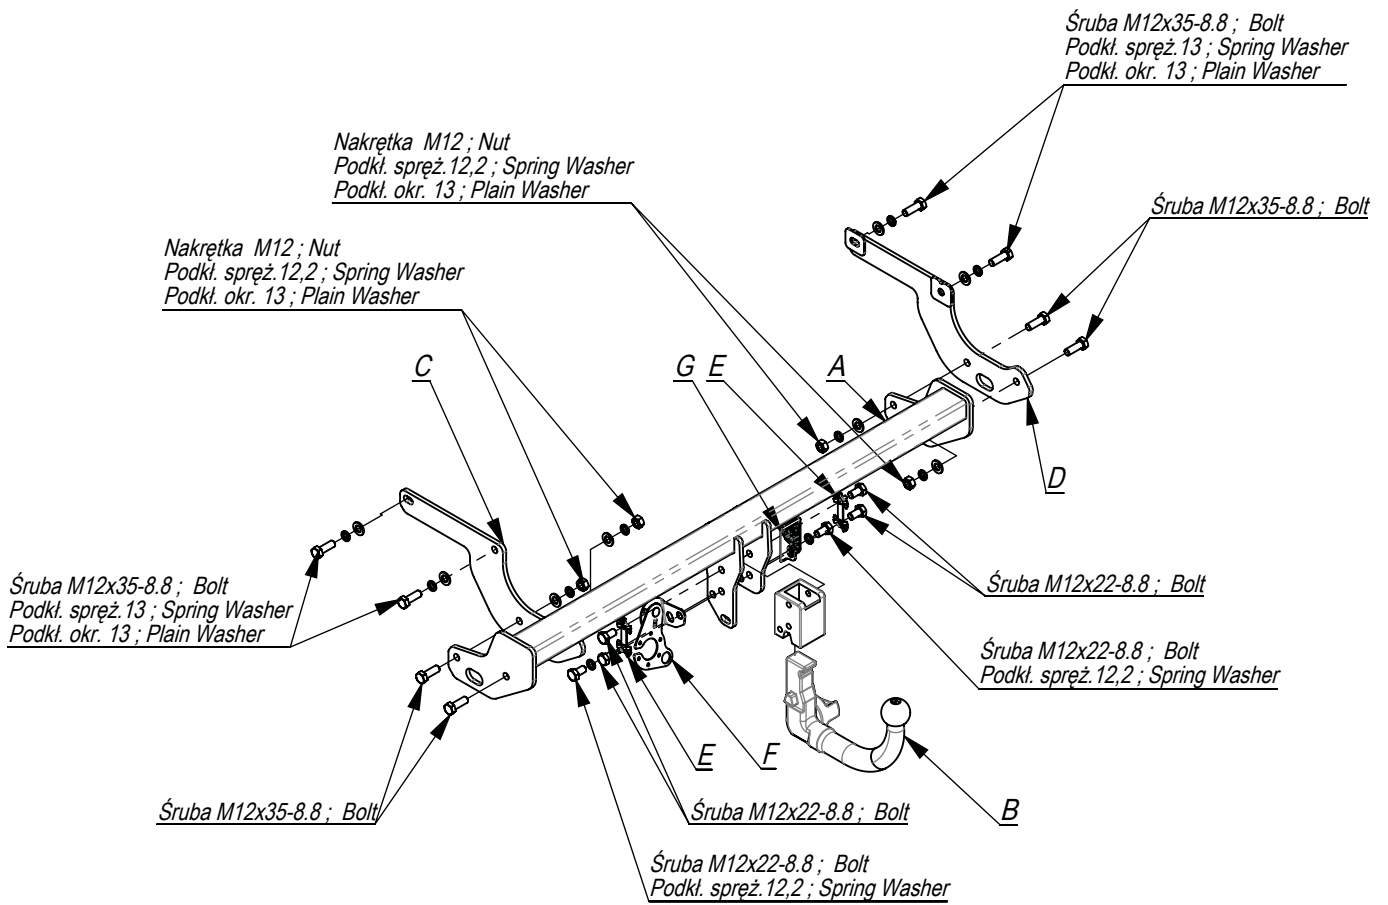 Śruba M12x35-8.8 ; Bolt
Podkł. spręż.13 ; Spring Washer
Podkł. okr. 13 ; Plain Washer
Nakrętka M12 ; Nut
Podkł. spręż.12,2 ; Spring Washer
Podkł. okr. 13 ; Plain Washer
Śruba M12x35-8.8 ; Bolt
Nakrętka M12 ; Nut
Podkł. spręż.12,2 ; Spring Washer
Podkł. okr. 13 ; Plain Washer
C
G
E
A
D
Śruba M12x35-8.8 ; Bolt
Podkł. spręż.13 ; Spring Washer
Podkł. okr. 13 ; Plain Washer
Śruba M12x22-8.8 ; Bolt
Śruba M12x22-8.8 ; Bolt
Podkł. spręż.12,2 ; Spring Washer
E
F
B
Śruba M12x35-8.8 ; Bolt
Śruba M12x22-8.8 ; Bolt
Śruba M12x22-8.8 ; Bolt
Podkł. spręż.12,2 ; Spring Washer